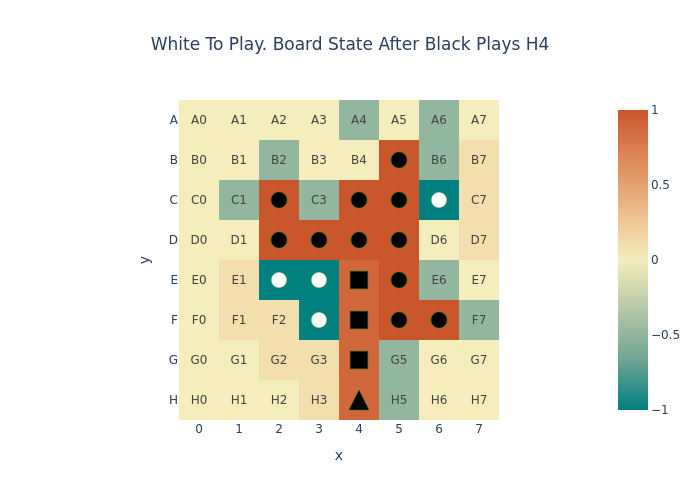 White To Play. Board State After Black Plays H4
A A0 A1 A2 A3 A4 A5 A6 A7
B B0 B1 B2 B3 B4 B6 B7
C C0 C1 C3 C7
D D0 D1 D6 D7
E E0 E1 E6 E7
F F0 F1 F2 F7
G G0 G1 G2 G3 G5 G6 G7
H H0 H1 H2 H3 H5 H6 H7
0 1 2 3 4 5 6 7
x
y
1
0.5
0
−0.5
−1